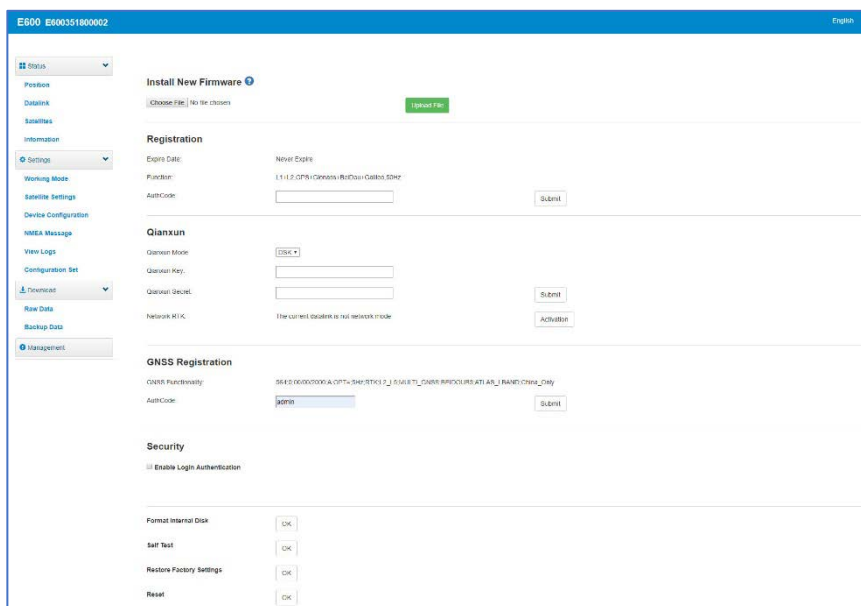 E600 E600351800002
English
Status
Position
Datalink
Satellites
Information
Settings
Working Mode
Satellite Settings
Device Configuration
NMEA Message
View Logs
Configuration Set
Download
Raw Data
Backup Data
Management
Install New Firmware
Choose File No file chosen
Upload File
Registration
Expire Date: Never Expire
Function: L1+L2;GPS+Glonass+BeiDou+Galileo,50Hz
AuthCode:
Submit
Qianxun
Qianxun Mode: DSK
Qianxun Key:
Qianxun Secret:
Submit
Network RTK: The current datalink is not network mode
Activation
GNSS Registration
GNSS Functionality:
AuthCode: admin
Submit
Security
Enable Login Authentication
Format Internal Disk OK
Self Test OK
Restore Factory Settings OK
Reset OK